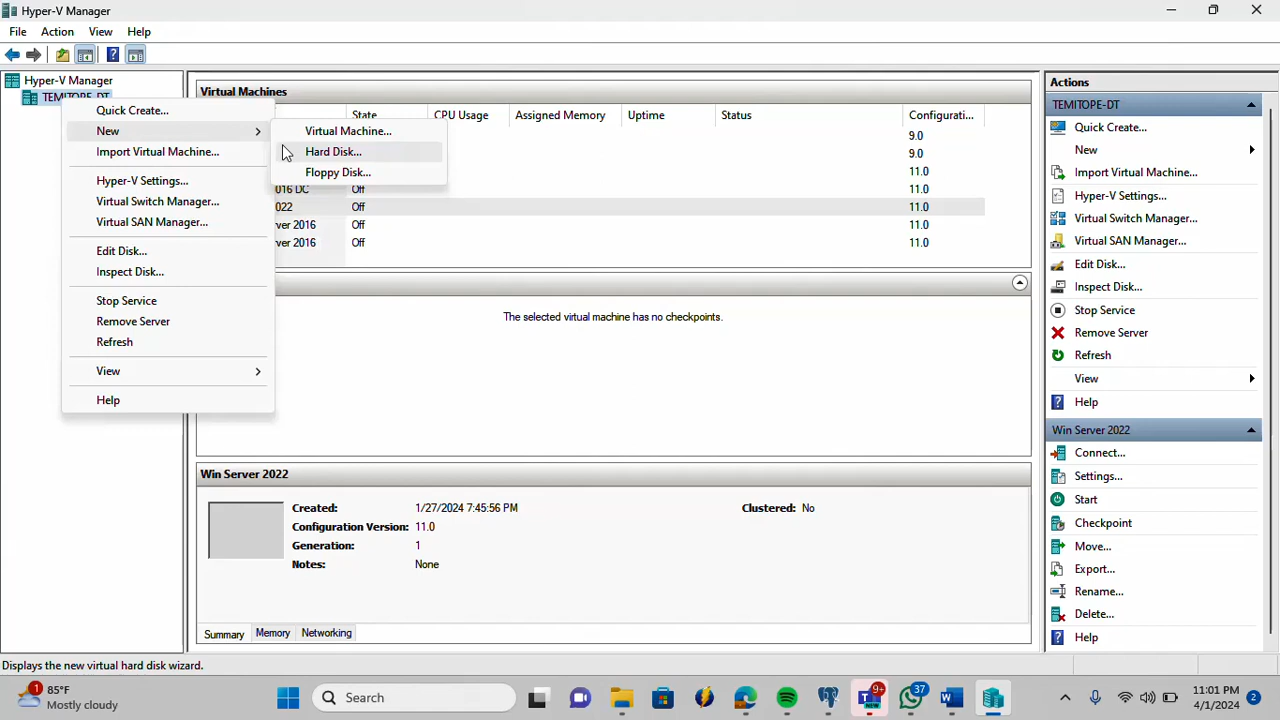 Hyper-V Manager
File Action View Help
Hyper-V Manager
TEMITOPE-DT
Quick Create...
New
Import Virtual Machine...
Hyper-V Settings...
Virtual Switch Manager...
Virtual SAN Manager...
Edit Disk...
Inspect Disk...
Stop Service
Remove Server
Refresh
View
Help
Virtual Machine...
Hard Disk...
Floppy Disk...
Virtual Machines
State CPU Usage Assigned Memory Uptime Status Configurati...
9.0
9.0
11.0
016 DC Off 11.0
022 Off 11.0
ver 2016 Off 11.0
ver 2016 Off 11.0
The selected virtual machine has no checkpoints.
Win Server 2022
Created: 1/27/2024 7:45:56 PM Clustered: No
Configuration Version: 11.0
Generation: 1
Notes: None
Summary Memory Networking
Actions
TEMITOPE-DT
Quick Create...
New
Import Virtual Machine...
Hyper-V Settings...
Virtual Switch Manager...
Virtual SAN Manager...
Edit Disk...
Inspect Disk...
Stop Service
Remove Server
Refresh
View
Help
Win Server 2022
Connect...
Settings...
Start
Checkpoint
Move...
Export...
Rename...
Delete...
Help
Displays the new virtual hard disk wizard.
1
85°F
Mostly cloudy
Search
9+
NEW
37
11:01 PM
4/1/2024
2